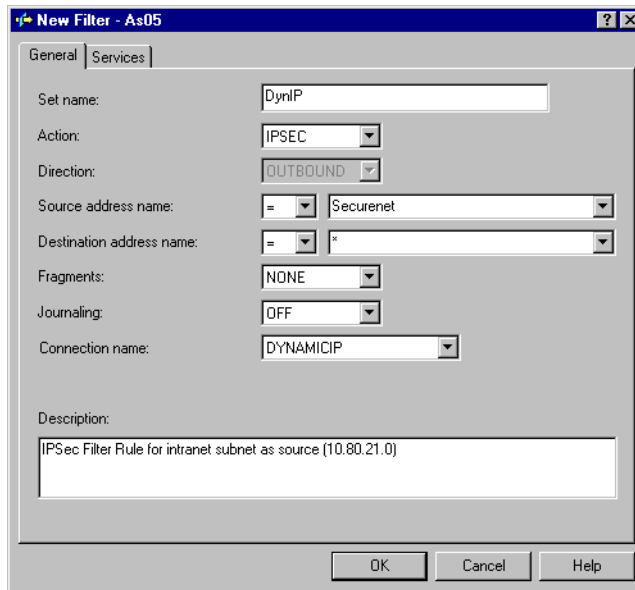 New Filter - As05
General Services
Set name: DynIP
Action: IPSEC
Direction: OUTBOUND
Source address name: = Securenet
Destination address name: = *
Fragments: NONE
Journaling: OFF
Connection name: DYNAMICIP
Description:
IPSec Filter Rule for intranet subnet as source (10.80.21.0)
OK Cancel Help